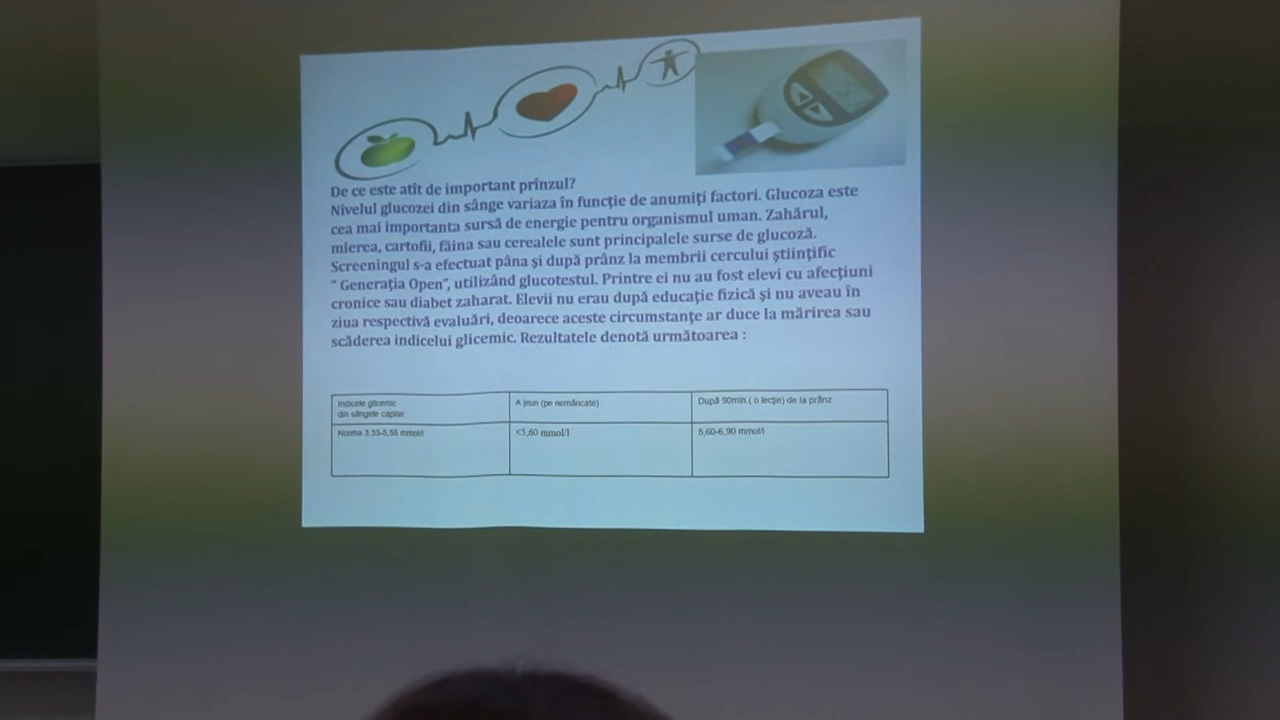 De ce este atît de important prînzul?
Nivelul glucozei din sânge variaza în funcție de anumiți factori. Glucoza este
cea mai importanta sursă de energie pentru organismul uman. Zahărul,
mierea, cartofii, făina sau cerealele sunt principalele surse de glucoză.
Screeningul s-a efectuat pâna şi după prânz la membrii cercului ştiințific
“ Generația Open”, utilizând glucotestul. Printre ei nu au fost elevi cu afecțiuni
cronice sau diabet zaharat. Elevii nu erau după educație fizică şi nu aveau în
ziua respectivă evaluări, deoarece aceste circumstanțe ar duce la mărirea sau
scăderea indicelui glicemic. Rezultatele denotă următoarea :
Indicele glicemic
din sângele capilar
A jeun (pe nemâncate)
După 90min ( o lecție) de la prânz
Norma 3,33-5,55 mmol/l
<5,60 mmol/l
5,60-6,90 mmol/l